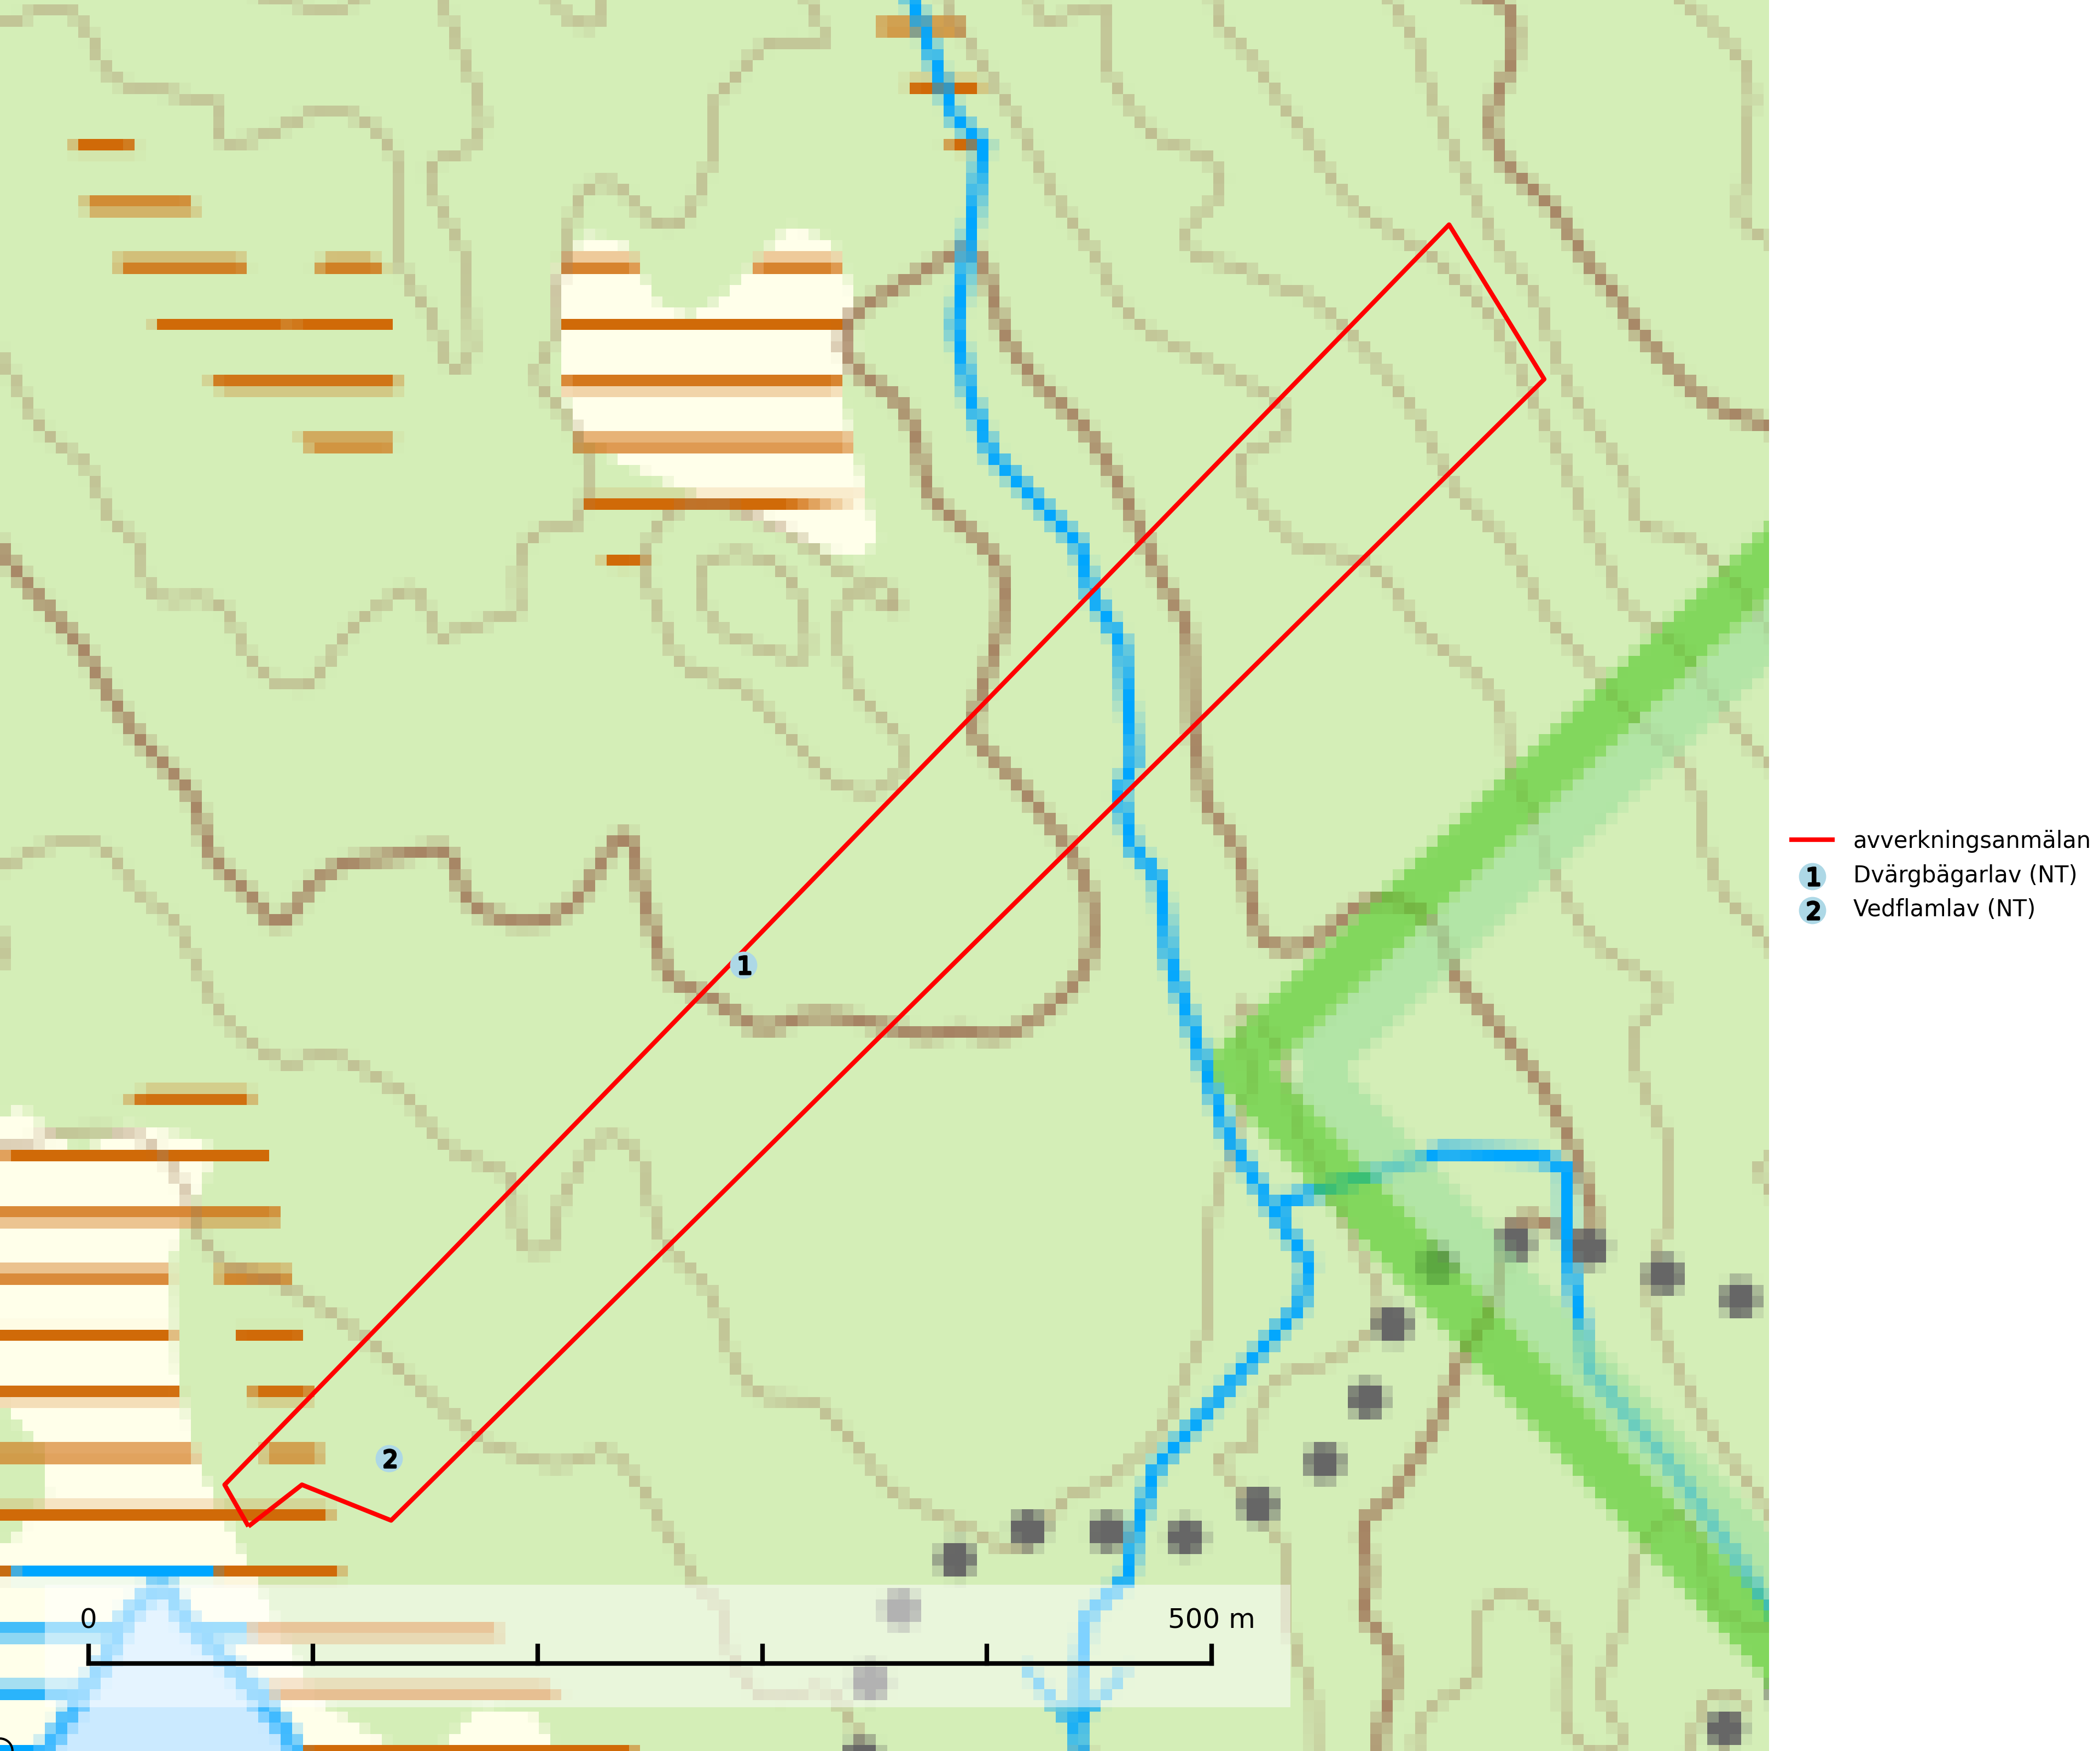 avverkningsanmälan
1 Dvärgbägarlav (NT)
2 Vedflamlav (NT)
1
2
0 500 m